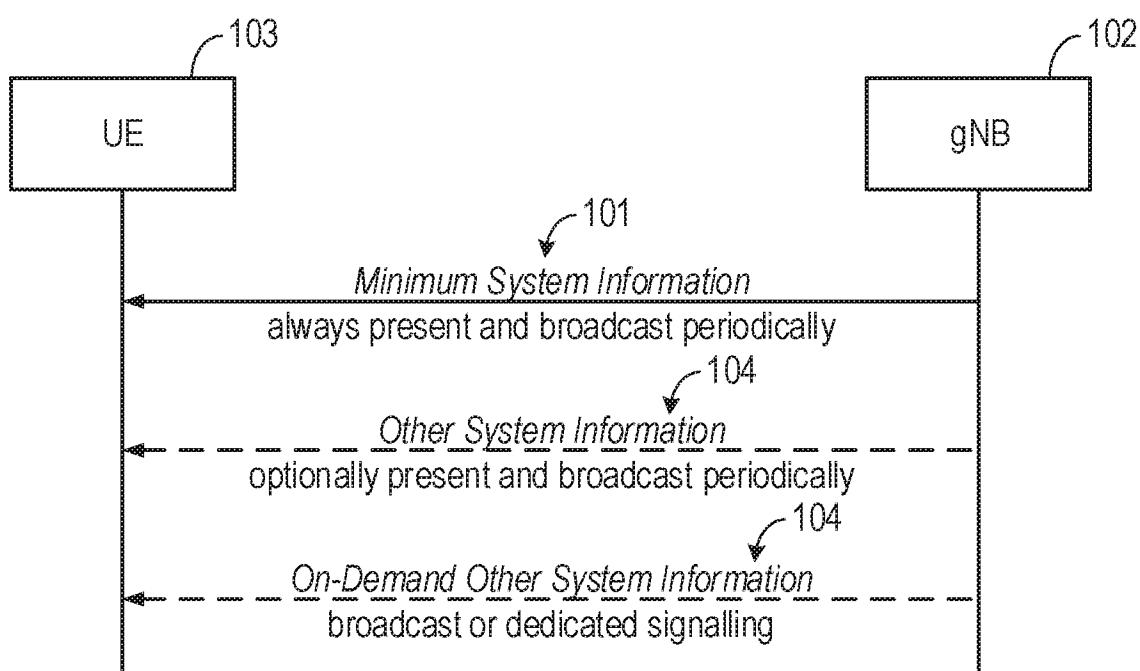 103
102
UE
gNB
101
Minimum System Information
always present and broadcast periodically
104
Other System Information
optionally present and broadcast periodically
104
On-Demand Other System Information
broadcast or dedicated signalling